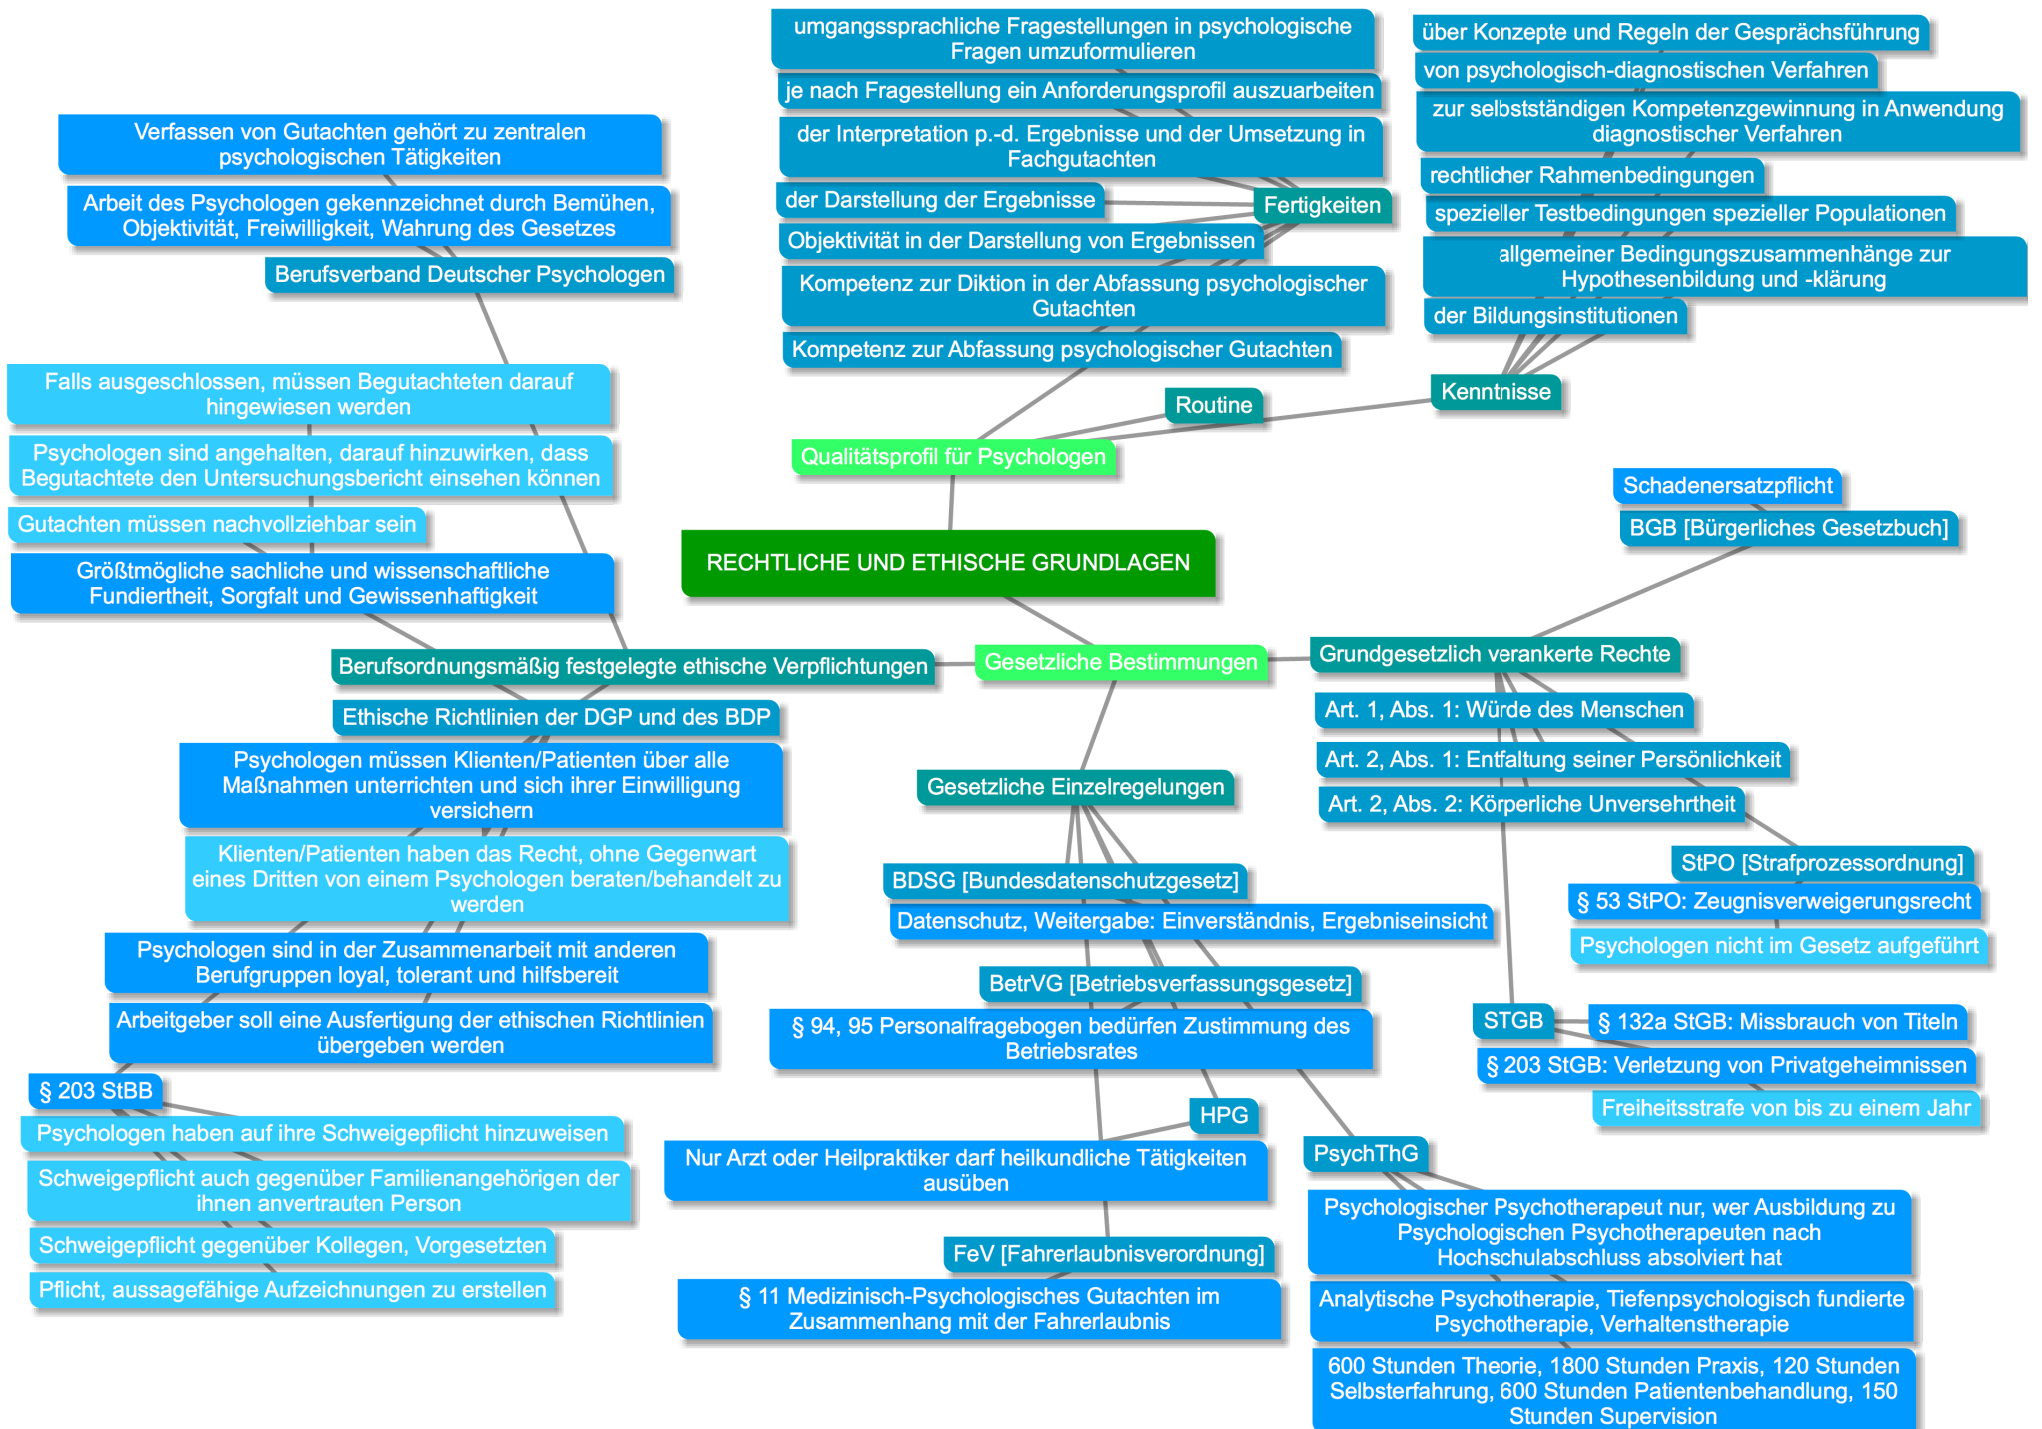 umgangssprachliche Fragestellungen in psychologische
Fragen umzuformulieren
je nach Fragestellung ein Anforderungsprofil auszuarbeiten
der Interpretation p.-d. Ergebnisse und der Umsetzung in
Fachgutachten
der Darstellung der Ergebnisse
Objektivität in der Darstellung von Ergebnissen
Kompetenz zur Diktion in der Abfassung psychologischer
Gutachten
Kompetenz zur Abfassung psychologischer Gutachten
Fertigkeiten
über Konzepte und Regeln der Gesprächsführung
von psychologisch-diagnostischen Verfahren
zur selbstständigen Kompetenzgewinnung in Anwendung
diagnostischer Verfahren
rechtlicher Rahmenbedingungen
spezieller Testbedingungen spezieller Populationen
allgemeiner Bedingungszusammenhänge zur
Hypothesenbildung und -klärung
der Bildungsinstitutionen
Kenntnisse
Routine
Qualitätsprofil für Psychologen
Verfassen von Gutachten gehört zu zentralen
psychologischen Tätigkeiten
Arbeit des Psychologen gekennzeichnet durch Bemühen,
Objektivität, Freiwilligkeit, Wahrung des Gesetzes
Berufsverband Deutscher Psychologen
Falls ausgeschlossen, müssen Begutachteten darauf
hingewiesen werden
Psychologen sind angehalten, darauf hinzuwirken, dass
Begutachtete den Untersuchungsbericht einsehen können
Gutachten müssen nachvollziehbar sein
Größtmögliche sachliche und wissenschaftliche
Fundiertheit, Sorgfalt und Gewissenhaftigkeit
RECHTLICHE UND ETHISCHE GRUNDLAGEN
Schadenersatzpflicht
BGB [Bürgerliches Gesetzbuch]
Berufsordnungsmäßig festgelegte ethische Verpflichtungen
Gesetzliche Bestimmungen
Grundgesetzlich verankerte Rechte
Ethische Richtlinien der DGP und des BDP
Psychologen müssen Klienten/Patienten über alle
Maßnahmen unterrichten und sich ihrer Einwilligung
versichern
Klienten/Patienten haben das Recht, ohne Gegenwart
eines Dritten von einem Psychologen beraten/behandelt zu
werden
Psychologen sind in der Zusammenarbeit mit anderen
Berufgruppen loyal, tolerant und hilfsbereit
Arbeitgeber soll eine Ausfertigung der ethischen Richtlinien
übergeben werden
§ 203 StBB
Psychologen haben auf ihre Schweigepflicht hinzuweisen
Schweigepflicht auch gegenüber Familienangehörigen der
ihnen anvertrauten Person
Schweigepflicht gegenüber Kollegen, Vorgesetzten
Pflicht, aussagefähige Aufzeichnungen zu erstellen
Gesetzliche Einzelregelungen
BDSG [Bundesdatenschutzgesetz]
Datenschutz, Weitergabe: Einverständnis, Ergebniseinsicht
BetrVG [Betriebsverfassungsgesetz]
§ 94, 95 Personalfragebogen bedürfen Zustimmung des
Betriebsrates
HPG
Nur Arzt oder Heilpraktiker darf heilkundliche Tätigkeiten
ausüben
FeV [Fahrerlaubnisverordnung]
§ 11 Medizinisch-Psychologisches Gutachten im
Zusammenhang mit der Fahrerlaubnis
Art. 1, Abs. 1: Würde des Menschen
Art. 2, Abs. 1: Entfaltung seiner Persönlichkeit
Art. 2, Abs. 2: Körperliche Unversehrtheit
StPO [Strafprozessordnung]
§ 53 StPO: Zeugnisverweigerungsrecht
Psychologen nicht im Gesetz aufgeführt
STGB
§ 132a StGB: Missbrauch von Titeln
§ 203 StGB: Verletzung von Privatgeheimnissen
Freiheitsstrafe von bis zu einem Jahr
PsychThG
Psychologischer Psychotherapeut nur, wer Ausbildung zu
Psychologischen Psychotherapeuten nach
Hochschulabschluss absolviert hat
Analytische Psychotherapie, Tiefenpsychologisch fundierte
Psychotherapie, Verhaltenstherapie
600 Stunden Theorie, 1800 Stunden Praxis, 120 Stunden
Selbsterfahrung, 600 Stunden Patientenbehandlung, 150
Stunden Supervision